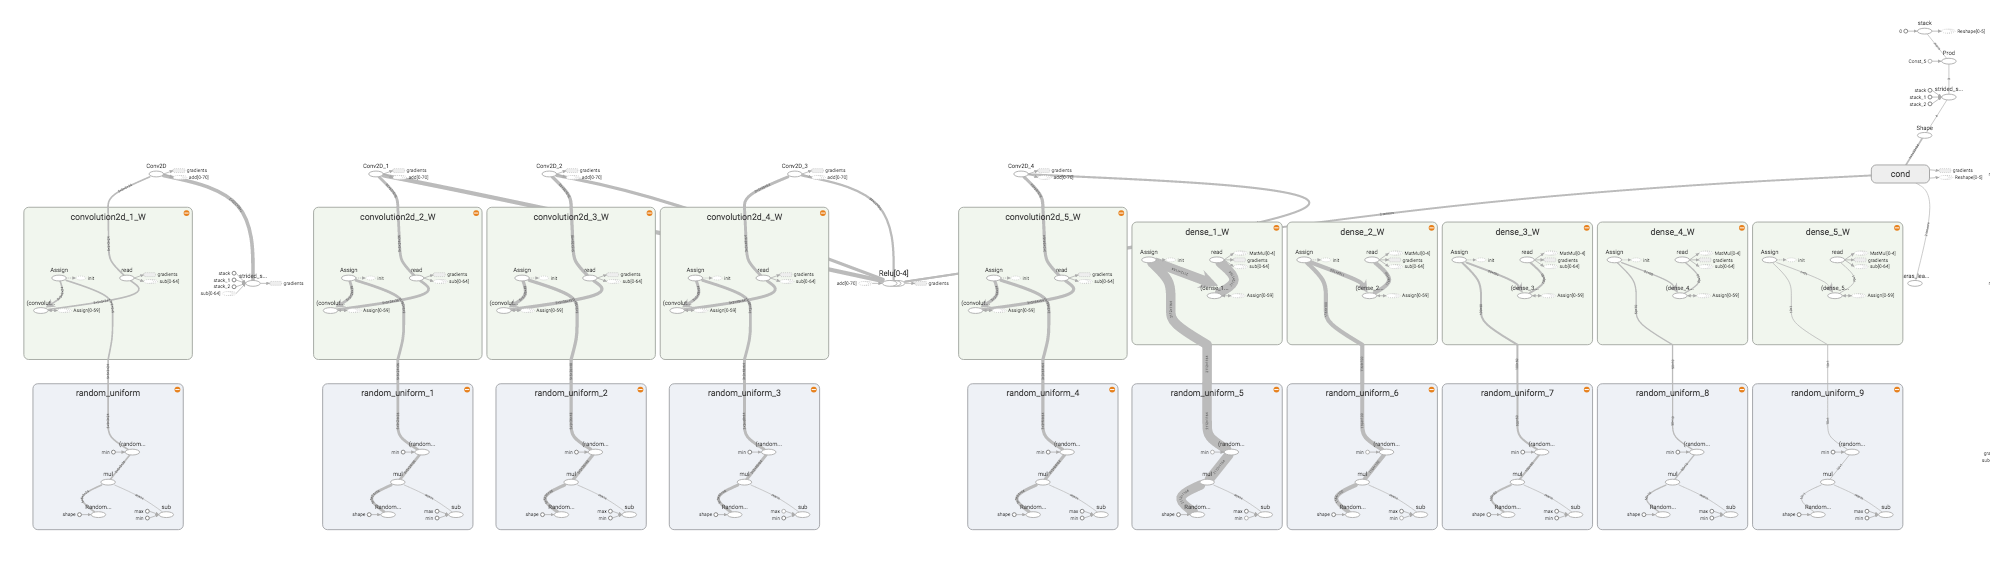 stack
0
Reshape[0-5]
Prod
Const_5
strided_s...
stack
stack_1
stack_2
Shape
cond
gradients
Reshape[0-5]
Conv2D
gradients
add[0-70]
Conv2D_1
gradients
add[0-70]
Conv2D_2
gradients
add[0-70]
Conv2D_3
gradients
add[0-70]
Conv2D_4
gradients
add[0-70]
convolution2d_1_W
Assign
init
read
gradients
sub[0-64]
(convolut...
Assign[0-59]
stack
stack_1
stack_2
sub[0-64]
strided_s...
gradients
convolution2d_2_W
Assign
init
read
gradients
sub[0-64]
(convolut...
Assign[0-59]
convolution2d_3_W
Assign
init
read
gradients
sub[0-64]
(convolut...
Assign[0-59]
convolution2d_4_W
Assign
init
read
gradients
sub[0-64]
(convolut...
Assign[0-59]
Relu[0-4]
add[0-70]
gradients
convolution2d_5_W
Assign
init
read
gradients
sub[0-64]
(convolut...
Assign[0-59]
dense_1_W
Assign
init
read
MatMul[0-4]
gradients
sub[0-64]
(dense_1...
Assign[0-59]
dense_2_W
Assign
init
read
MatMul[0-4]
gradients
sub[0-64]
(dense_2...
Assign[0-59]
dense_3_W
Assign
init
read
MatMul[0-4]
gradients
sub[0-64]
(dense_3...
Assign[0-59]
dense_4_W
Assign
init
read
MatMul[0-4]
gradients
sub[0-64]
(dense_4...
Assign[0-59]
dense_5_W
Assign
init
read
MatMul[0-4]
gradients
sub[0-64]
(dense_5...
Assign[0-59]
random_uniform
(random...
min
mul
Random...
shape
max
min
sub
random_uniform_1
(random...
min
mul
Random...
shape
max
min
sub
random_uniform_2
(random...
min
mul
Random...
shape
max
min
sub
random_uniform_3
(random...
min
mul
Random...
shape
max
min
sub
random_uniform_4
(random...
min
mul
Random...
shape
max
min
sub
random_uniform_5
(random...
min
mul
Random...
shape
max
min
sub
random_uniform_6
(random...
min
mul
Random...
shape
max
min
sub
random_uniform_7
(random...
min
mul
Random...
shape
max
min
sub
random_uniform_8
(random...
min
mul
Random...
shape
max
min
sub
random_uniform_9
(random...
min
mul
Random...
shape
max
min
sub